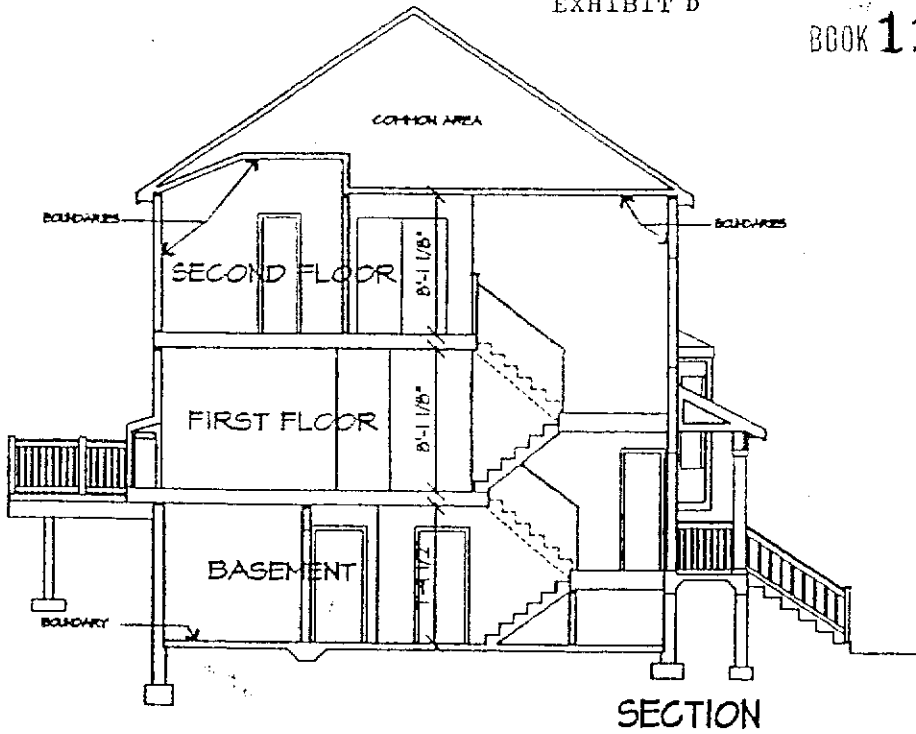 EXHIBIT D
BOOK
COMMON AREA
BOUNDARIES
BOUNDARIES
SECOND FLOOR
8'-1 1/8"
FIRST FLOOR
8'-1 1/8"
BASEMENT
BOUNDARY
SECTION